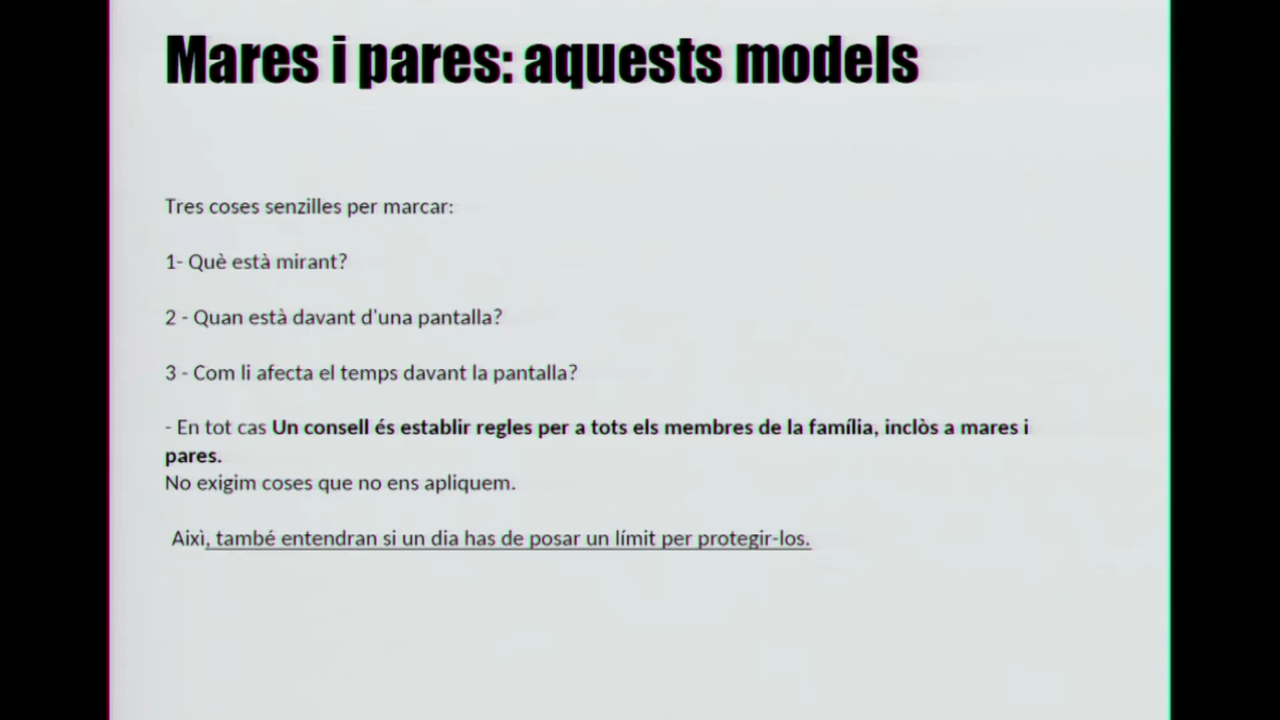 Mares i pares: aquests models
Tres coses senzilles per marcar:
1- Què està mirant?
2 - Quan està davant d'una pantalla?
3 - Com li afecta el temps davant la pantalla?
- En tot cas Un consell és establir regles per a tots els membres de la família, inclòs a mares i
pares.
No exigim coses que no ens apliquem.
Així, també entendran si un dia has de posar un límit per protegir-los.